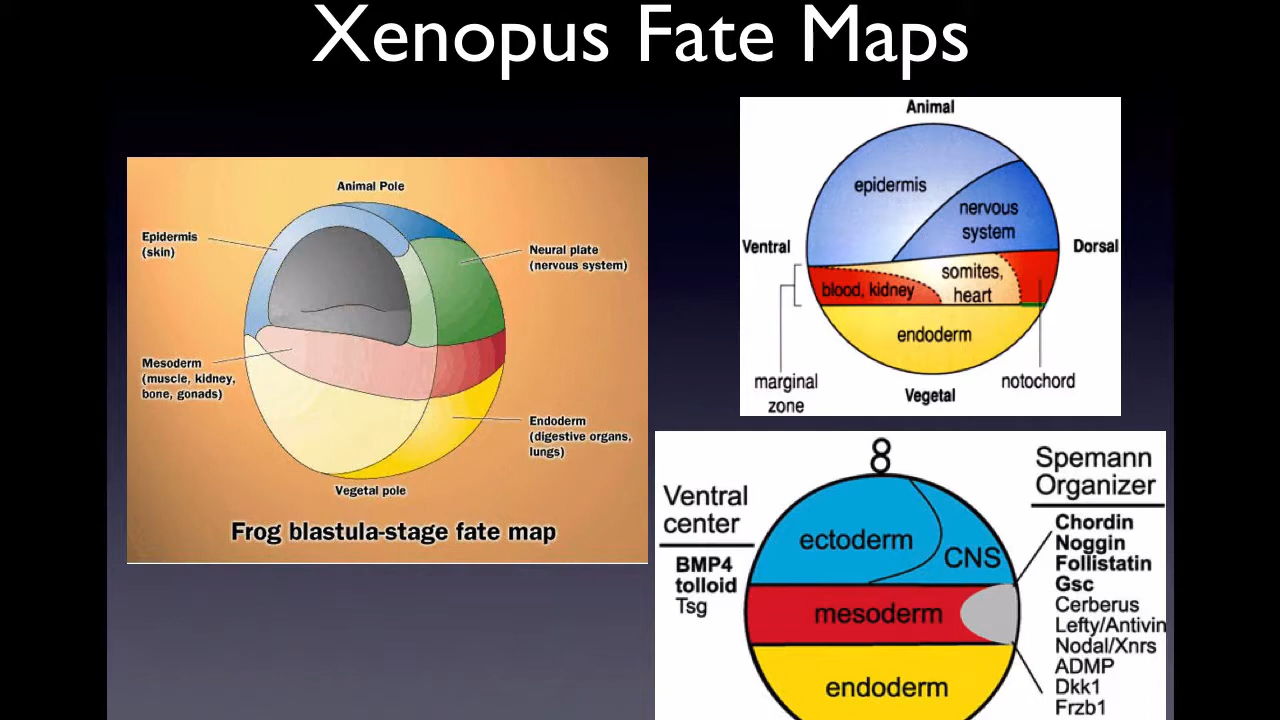 Xenopus Fate Maps
Animal Pole
Epidermis
(skin)
Neural plate
(nervous system)
Mesoderm
(muscle, kidney,
bone, gonads)
Endoderm
(digestive organs,
lungs)
Vegetal pole
Frog blastula-stage fate map
Animal
epidermis
nervous
system
Ventral
Dorsal
blood, kidney
somites,
heart
endoderm
marginal
zone
notochord
Vegetal
8
Ventral
center
BMP4
tolloid
Tsg
ectoderm
CNS
mesoderm
endoderm
Spemann
Organizer
Chordin
Noggin
Follistatin
Gsc
Cerberus
Lefty/Antivin
Nodal/Xnrs
ADMP
Dkk1
Frzb1